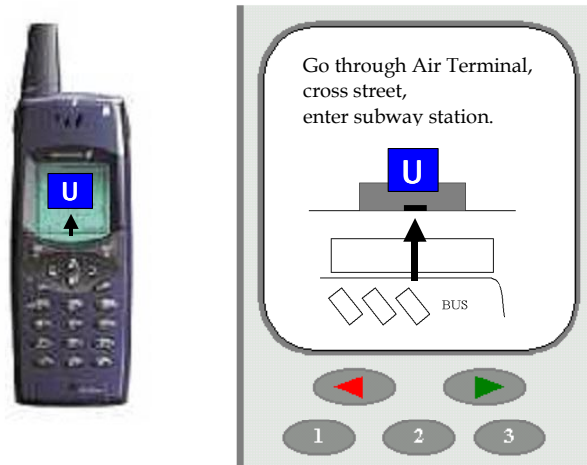 U
Go through Air Terminal,
cross street,
enter subway station.
U
BUS
1
2
3